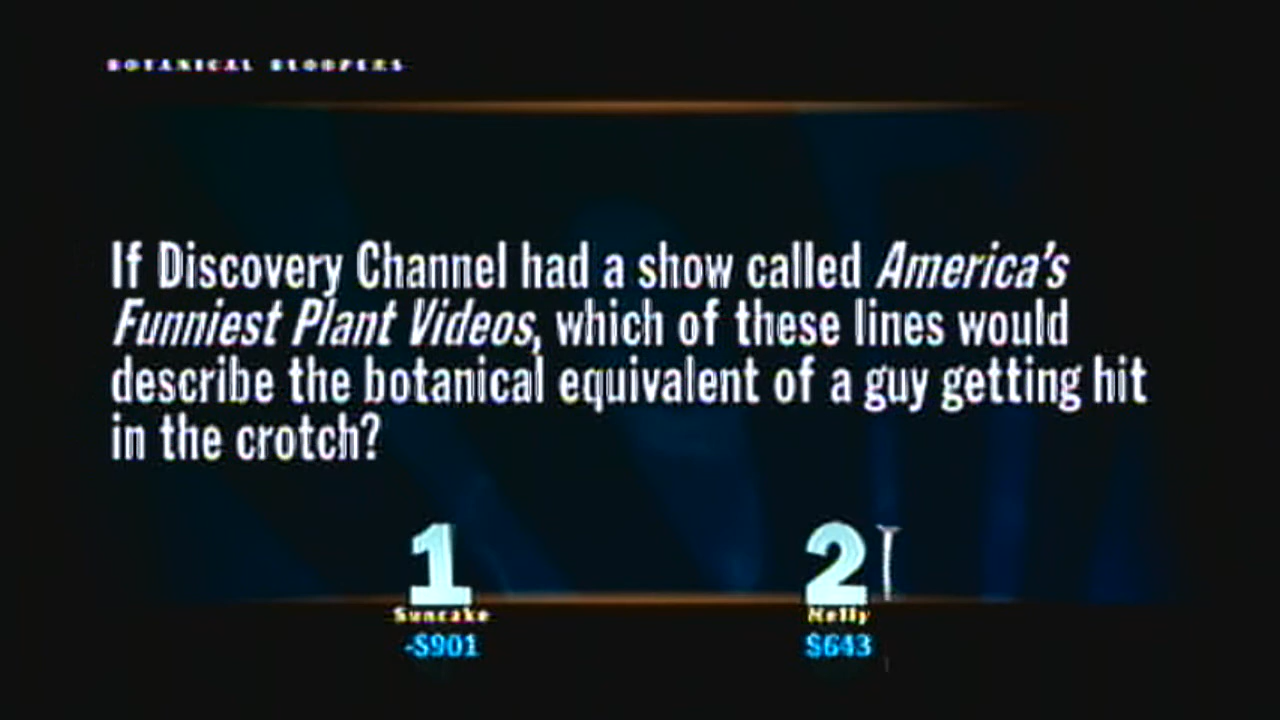 BOTANICAL BLOOPERS
If Discovery Channel had a show called America's
Funniest Plant Videos, which of these lines would
describe the botanical equivalent of a guy getting hit
in the crotch?
1 2
Suncake Nelly
-$901 $643